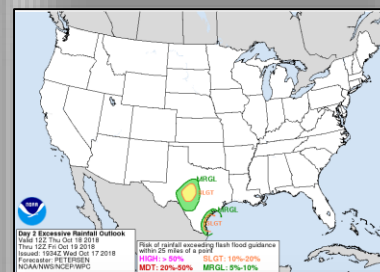 MRGL
SLGT
MRGL
SLGT
NOAA
Day 2 Excessive Rainfall Outlook
Valid 12Z Thu Oct 18 2018
Thru 12Z Fri Oct 19 2018
Issued: 1934Z Wed Oct 17 2018
Forecaster: PETERSEN
NOAA/NWS/NCEP/WPC
Risk of rainfall exceeding flash flood guidance
within 25 miles of a point
HIGH: > 50% SLGT: 10%-20%
MDT: 20%-50% MRGL: 5%-10%